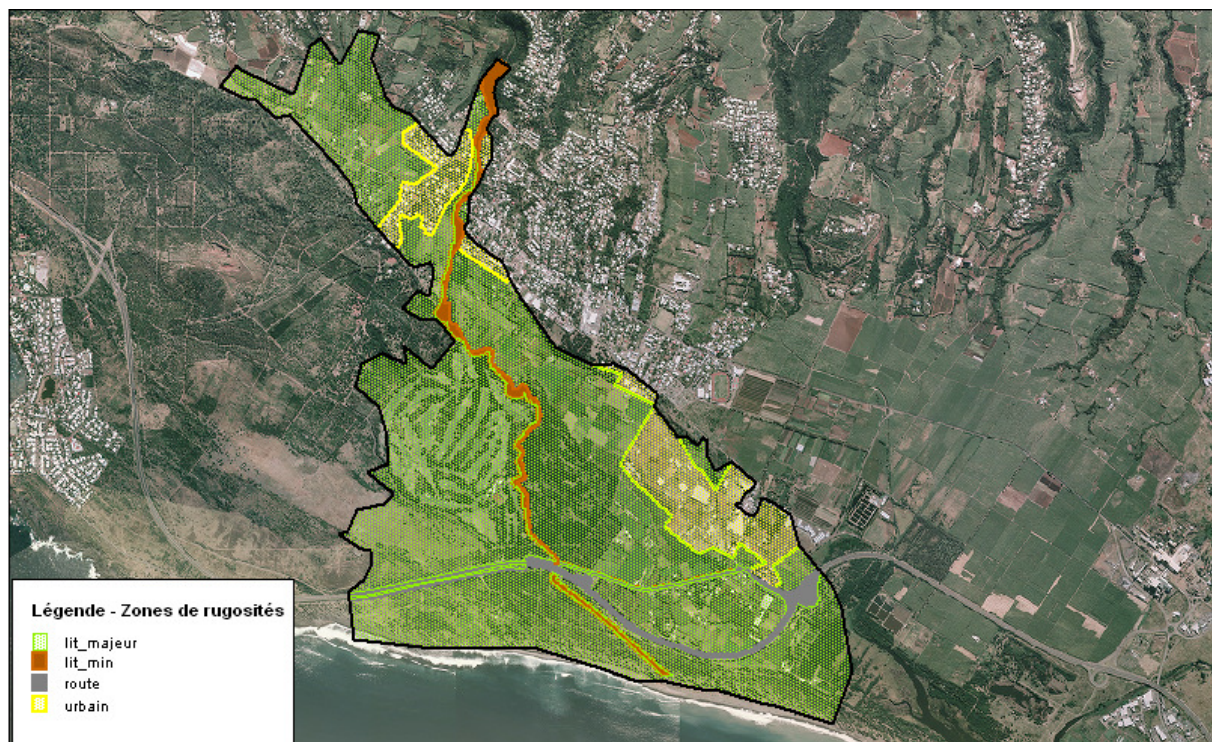 Légende - Zones de rugosités
lit_majeur
lit_min
route
urbain